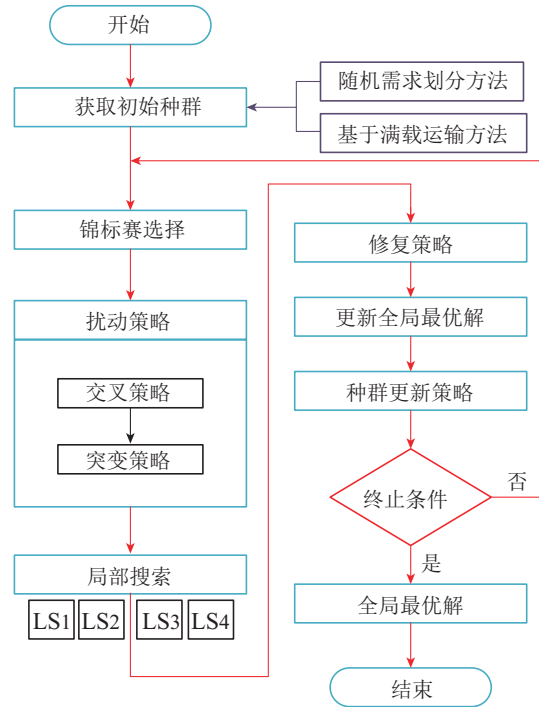 开始
获取初始种群
随机需求划分方法
基于满载运输方法
锦标赛选择
扰动策略
交叉策略
突变策略
局部搜索
LS1 LS2 LS3 LS4
修复策略
更新全局最优解
种群更新策略
终止条件
否
是
全局最优解
结束